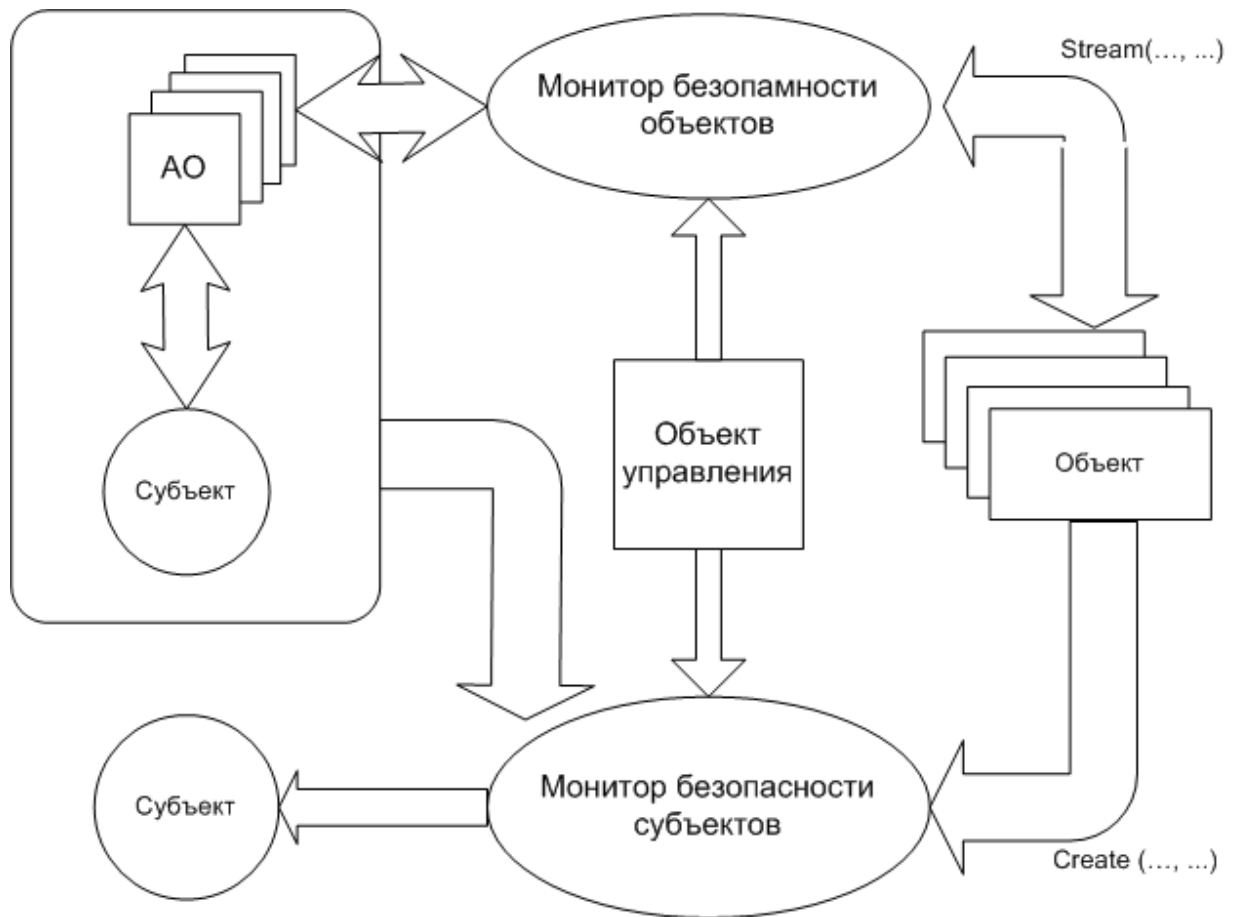 Монитор безопамности
объектов
Stream(…, ...)
АО
Объект
управления
Объект
Субъект
Монитор безопасности
субъектов
Субъект
Create (…, ...)